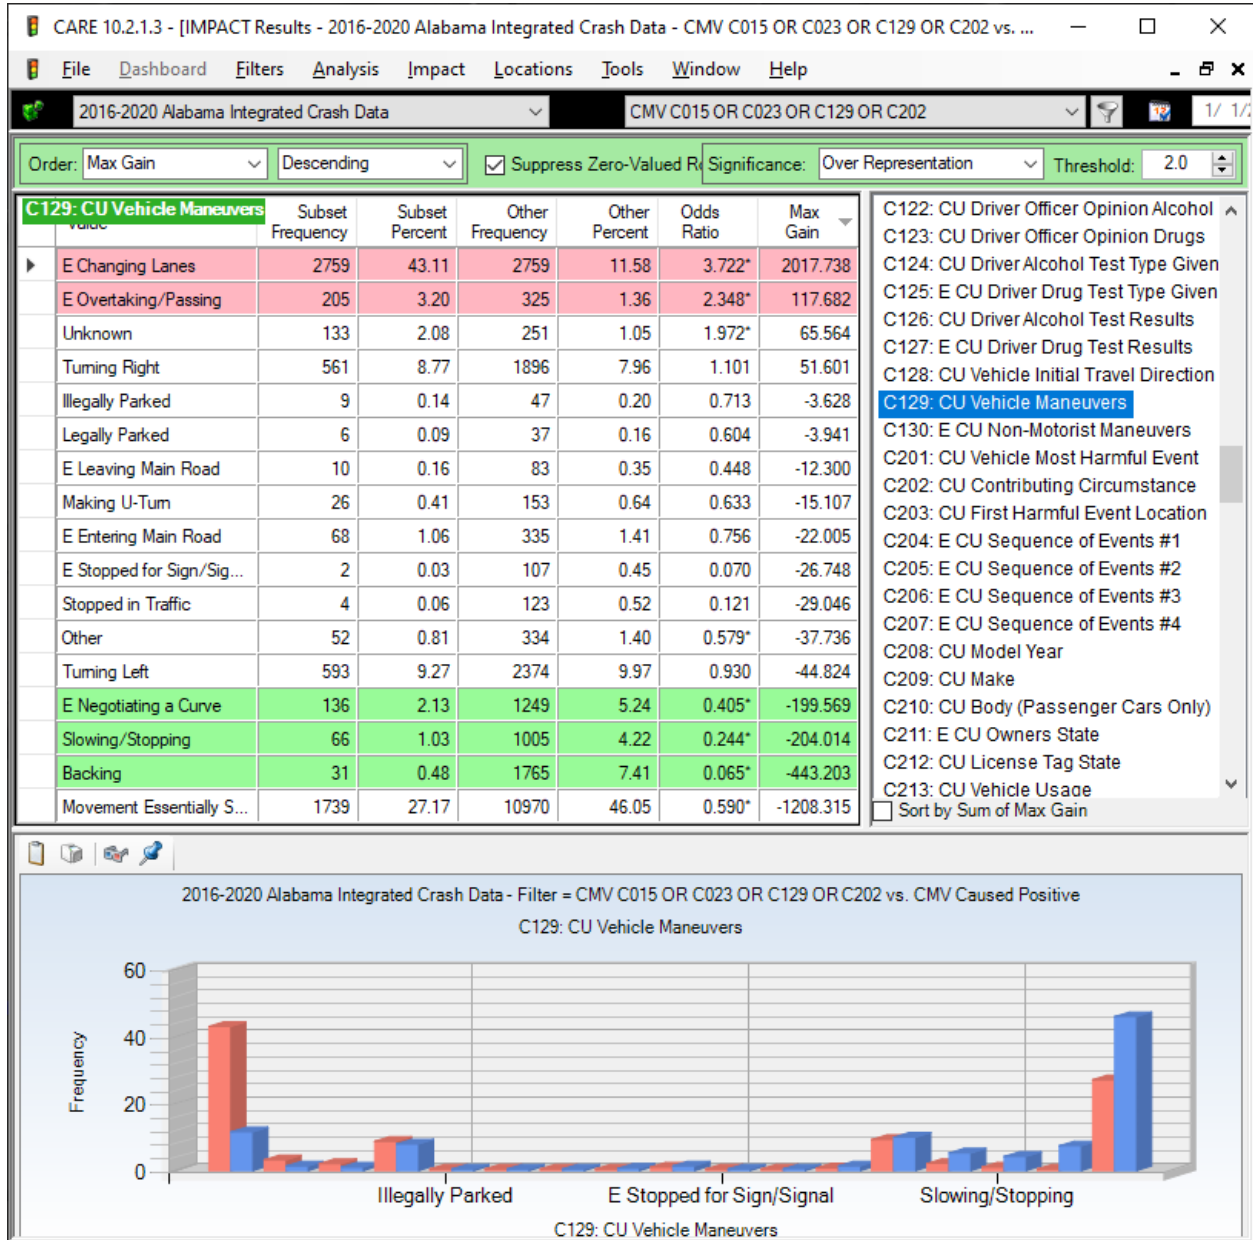 CARE 10.2.1.3 - [IMPACT Results - 2016-2020 Alabama Integrated Crash Data - CMV C015 OR C023 OR C129 OR C202 vs. ...
File Dashboard Filters Analysis Impact Locations Tools Window Help
2016-2020 Alabama Integrated Crash Data CMV C015 OR C023 OR C129 OR C202 1/ 1/2
Order: Max Gain Descending Suppress Zero-Valued R Significance: Over Representation Threshold: 2.0
C129: CU Vehicle Maneuvers
Value Subset Frequency Subset Percent Other Frequency Other Percent Odds Ratio Max Gain
E Changing Lanes 2759 43.11 2759 11.58 3.722* 2017.738
E Overtaking/Passing 205 3.20 325 1.36 2.348* 117.682
Unknown 133 2.08 251 1.05 1.972* 65.564
Turning Right 561 8.77 1896 7.96 1.101 51.601
Illegally Parked 9 0.14 47 0.20 0.713 -3.628
Legally Parked 6 0.09 37 0.16 0.604 -3.941
E Leaving Main Road 10 0.16 83 0.35 0.448 -12.300
Making U-Turn 26 0.41 153 0.64 0.633 -15.107
E Entering Main Road 68 1.06 335 1.41 0.756 -22.005
E Stopped for Sign/Sig... 2 0.03 107 0.45 0.070 -26.748
Stopped in Traffic 4 0.06 123 0.52 0.121 -29.046
Other 52 0.81 334 1.40 0.579* -37.736
Turning Left 593 9.27 2374 9.97 0.930 -44.824
E Negotiating a Curve 136 2.13 1249 5.24 0.405* -199.569
Slowing/Stopping 66 1.03 1005 4.22 0.244* -204.014
Backing 31 0.48 1765 7.41 0.065* -443.203
Movement Essentially S... 1739 27.17 10970 46.05 0.590* -1208.315
C122: CU Driver Officer Opinion Alcohol
C123: CU Driver Officer Opinion Drugs
C124: CU Driver Alcohol Test Type Given
C125: E CU Driver Drug Test Type Given
C126: CU Driver Alcohol Test Results
C127: E CU Driver Drug Test Results
C128: CU Vehicle Initial Travel Direction
C129: CU Vehicle Maneuvers
C130: E CU Non-Motorist Maneuvers
C201: CU Vehicle Most Harmful Event
C202: CU Contributing Circumstance
C203: CU First Harmful Event Location
C204: E CU Sequence of Events #1
C205: E CU Sequence of Events #2
C206: E CU Sequence of Events #3
C207: E CU Sequence of Events #4
C208: CU Model Year
C209: CU Make
C210: CU Body (Passenger Cars Only)
C211: E CU Owners State
C212: CU License Tag State
C213: CU Vehicle Usage
Sort by Sum of Max Gain
2016-2020 Alabama Integrated Crash Data - Filter = CMV C015 OR C023 OR C129 OR C202 vs. CMV Caused Positive
C129: CU Vehicle Maneuvers
Frequency
60
40
20
0
Illegally Parked E Stopped for Sign/Signal Slowing/Stopping
C129: CU Vehicle Maneuvers